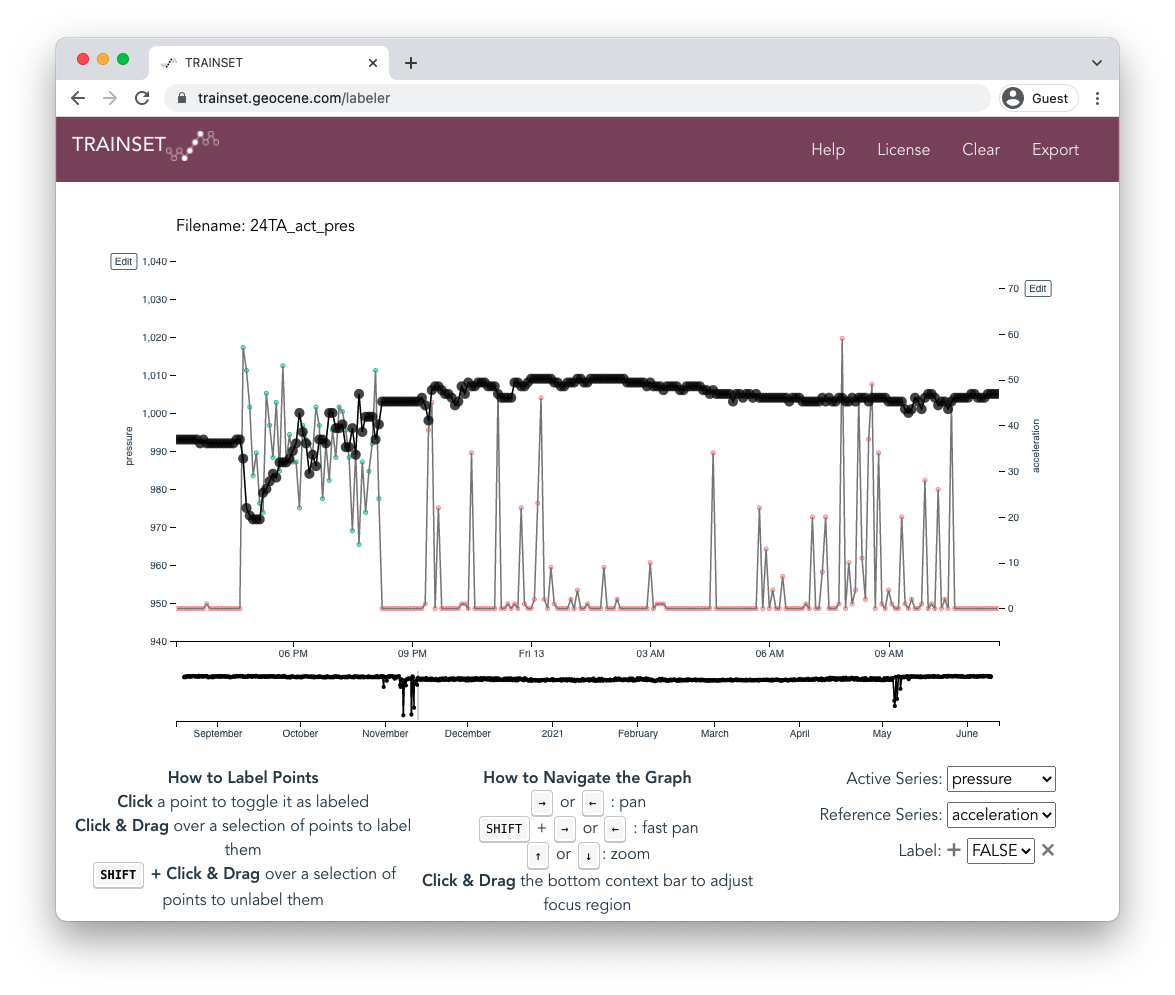 TRAINSET
trainset.geocene.com/labeler
Guest
TRAINSET
Help
License
Clear
Export
Filename: 24TA_act_pres
Edit
1,040
1,030
1,020
1,010
1,000
990
980
970
960
950
940
pressure
70
Edit
60
50
40
30
20
10
0
acceleration
06 PM
09 PM
Fri 13
03 AM
06 AM
09 AM
September
October
November
December
2021
February
March
April
May
June
How to Label Points
Click a point to toggle it as labeled
Click & Drag over a selection of points to label
them
SHIFT + Click & Drag over a selection of
points to unlabel them
How to Navigate the Graph
→ or ← : pan
SHIFT + → or ← : fast pan
↑ or ↓ : zoom
Click & Drag the bottom context bar to adjust
focus region
Active Series: pressure
Reference Series: acceleration
Label: + FALSE ×